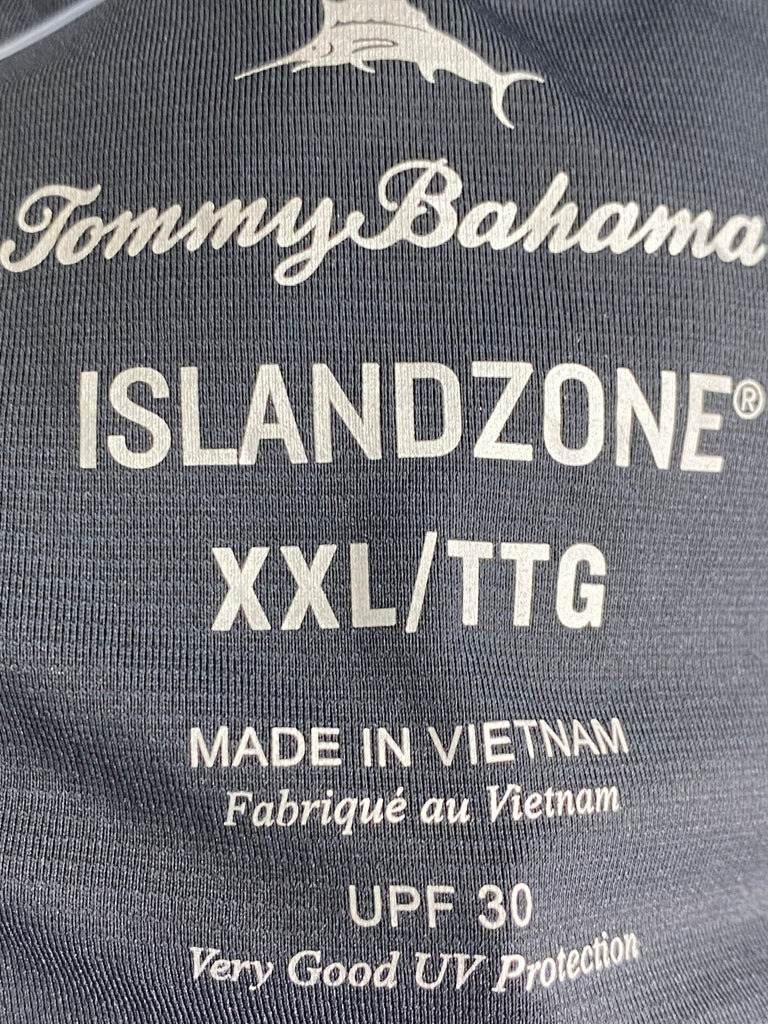 Tommy Bahama
ISLANDZONE®
XXL/TTG
MADE IN VIETNAM
Fabriqué au Vietnam
UPF 30
Very Good UV Protection